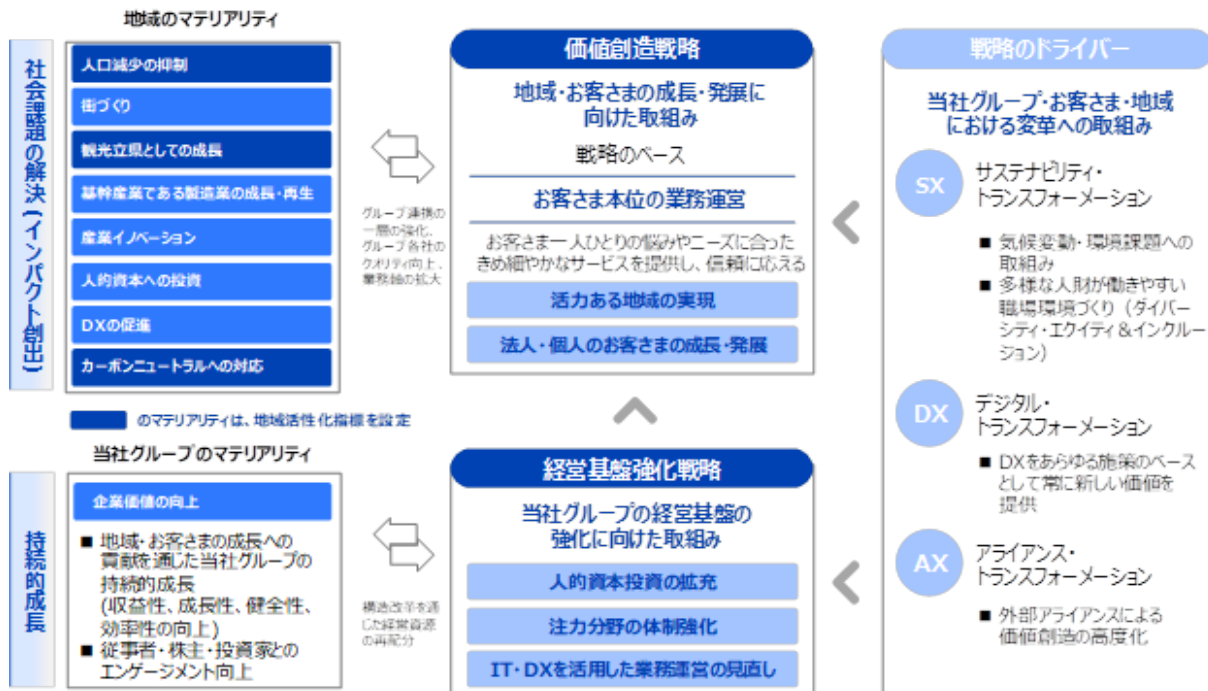 地域のマテリアリティ
社会課題の解決(インパクト創出)
人口減少の抑制
街づくり
観光立県としての成長
基幹産業である製造業の成長・再生
産業イノベーション
人的資本への投資
DXの促進
カーボンニュートラルへの対応
のマテリアリティは、地域活性化指標を設定
グループ連携の
一層の強化、
グループ各社の
クオリティ向上、
業務軸の拡大
価値創造戦略
地域・お客さまの成長・発展に
向けた取組み
戦略のベース
お客さま本位の業務運営
お客さま一人ひとりの悩みやニーズに合った
きめ細やかなサービスを提供し、信頼に応える
活力ある地域の実現
法人・個人のお客さまの成長・発展
当社グループのマテリアリティ
持続的成長
企業価値の向上
■ 地域・お客さまの成長への
貢献を通じた当社グループの
持続的成長
(収益性、成長性、健全性、
効率性の向上)
■ 従事者・株主・投資家との
エンゲージメント向上
構造改革を通
じた経営資源
の再配分
経営基盤強化戦略
当社グループの経営基盤の
強化に向けた取組み
人的資本投資の拡充
注力分野の体制強化
IT・DXを活用した業務運営の見直し
戦略のドライバー
当社グループ・お客さま・地域
における変革への取組み
SX
サステナビリティ・
トランスフォーメーション
■ 気候変動・環境課題への
取組み
■ 多様な人財が働きやすい
職場環境づくり(ダイバー
シティ・エクイティ&インクルー
ジョン)
DX
デジタル・
トランスフォーメーション
■ DXをあらゆる施策のベース
として常に新しい価値を
提供
AX
アライアンス・
トランスフォーメーション
■ 外部アライアンスによる
価値創造の高度化